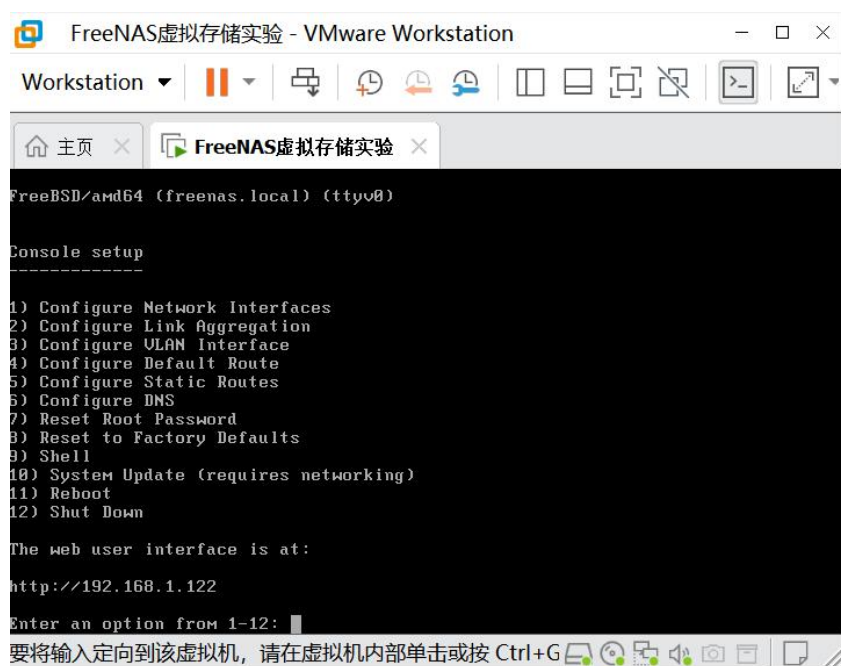 FreeNAS虚拟存储实验 - VMware Workstation
Workstation
主页
FreeNAS虚拟存储实验
FreeBSD/amd64 (freenas.local) (ttyv0)
Console setup
-------------
1) Configure Network Interfaces
2) Configure Link Aggregation
3) Configure VLAN Interface
4) Configure Default Route
5) Configure Static Routes
6) Configure DNS
7) Reset Root Password
8) Reset to Factory Defaults
9) Shell
10) System Update (requires networking)
11) Reboot
12) Shut Down
The web user interface is at:
http://192.168.1.122
Enter an option from 1-12:
要将输入定向到该虚拟机，请在虚拟机内部单击或按 Ctrl+G